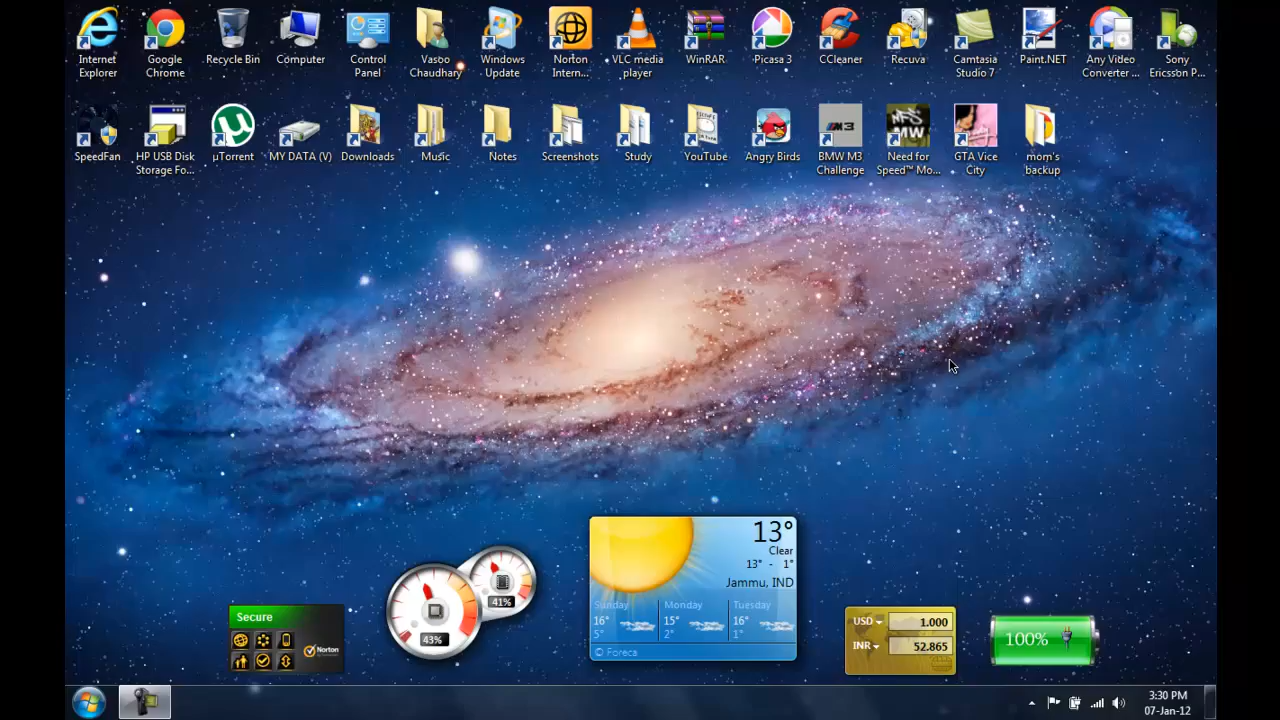 Internet
Explorer
Google
Chrome
Recycle Bin
Computer
Control
Panel
Vasoo
Chaudhary
Windows
Update
Norton
Intern...
VLC media
player
WinRAR
Picasa 3
CCleaner
Recuva
Camtasia
Studio 7
Paint.NET
Any Video
Converter ...
Sony
Ericsson P...
SpeedFan
HP USB Disk
Storage Fo...
µTorrent
MY DATA (V)
Downloads
Music
Notes
Screenshots
Study
YouTube
Angry Birds
M3
BMW M3
Challenge
NFS
MW
Need for
Speed™ Mo...
GTA Vice
City
mom's
backup
Secure
Norton
43%
41%
13°
Clear
13° - 1°
Jammu, IND
Sunday
16°
5°
Monday
15°
2°
Tuesday
16°
1°
© Foreca
USD 1.000
INR 52.865
100%
3:30 PM
07-Jan-12